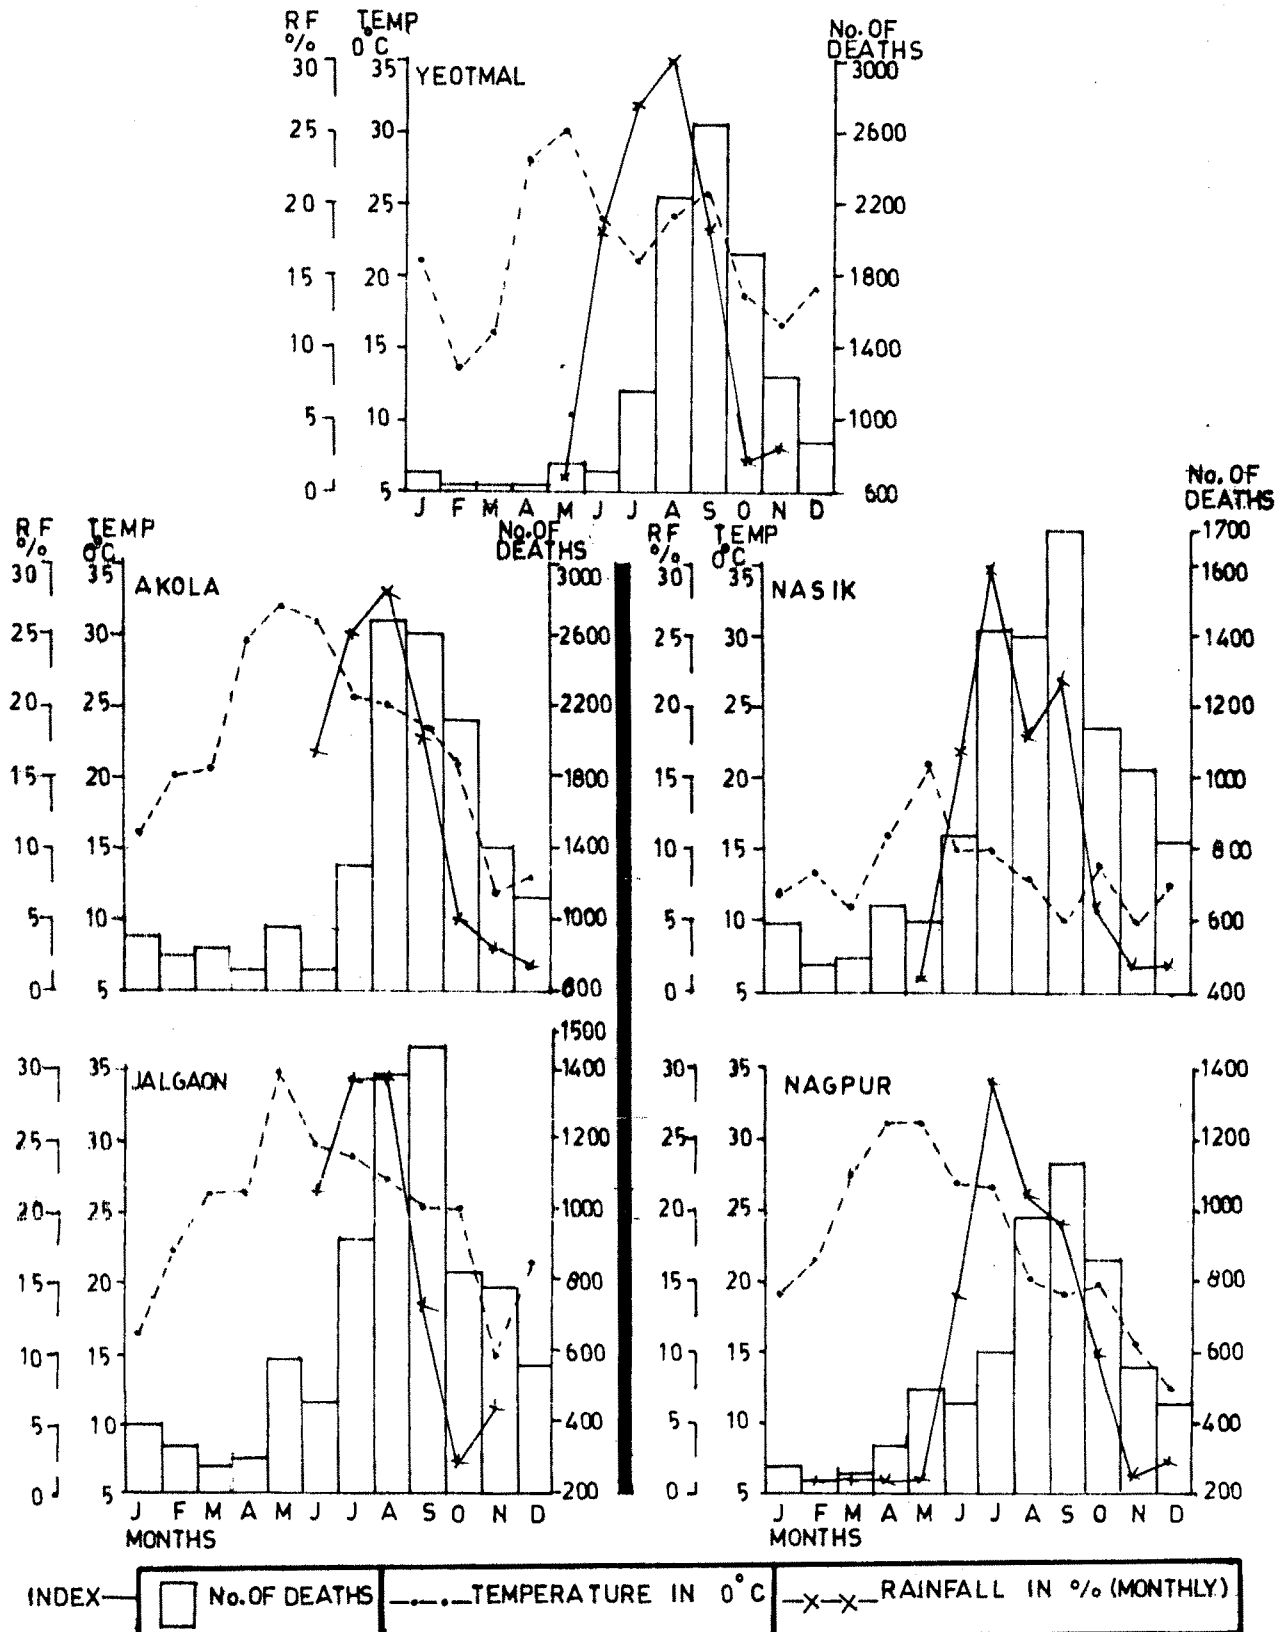 RF TEMP No. OF
% 0°C DEATHS
YEOTMAL
30 35 3000
25 30 2600
20 25 2200
15 20 1800
10 15 1400
5 10 1000
0 5 600
J F M A M J J A S O N D
RF TEMP No. OF
% 0°C DEATHS
AKOLA
30 35 3000
25 30 2600
20 25 2200
15 20 1800
10 15 1400
5 10 1000
0 5 600
RF TEMP No. OF
% 0°C DEATHS
NASIK
1700
30 35 1600
25 30 1400
20 25 1200
15 20 1000
10 15 800
5 10 600
0 5 400
JALGAON
1500
30 35 1400
25 30 1200
20 25 1000
15 20 800
10 15 600
5 10 400
0 5 200
J F M A M J J A S O N D
MONTHS
NAGPUR
30 35 1400
25 30 1200
20 25 1000
15 20 800
10 15 600
5 10 400
0 5 200
J F M A M J J A S O N D
MONTHS
INDEX No. OF DEATHS TEMPERATURE IN 0°C RAINFALL IN % (MONTHLY)